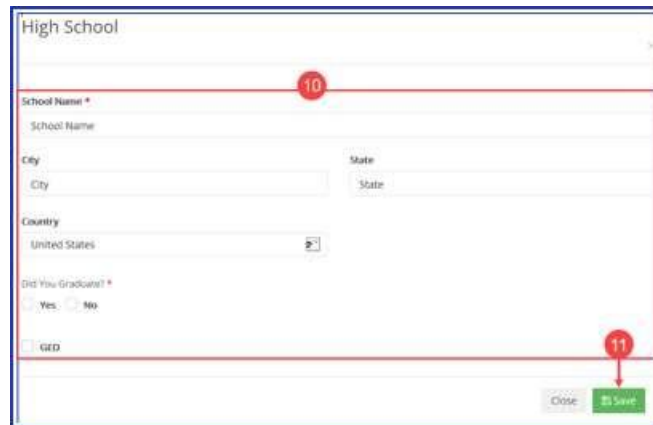 High School
10
School Name *
School Name
City State
City State
Country
United States
Did You Graduate? *
Yes No
GED
11
Close Save